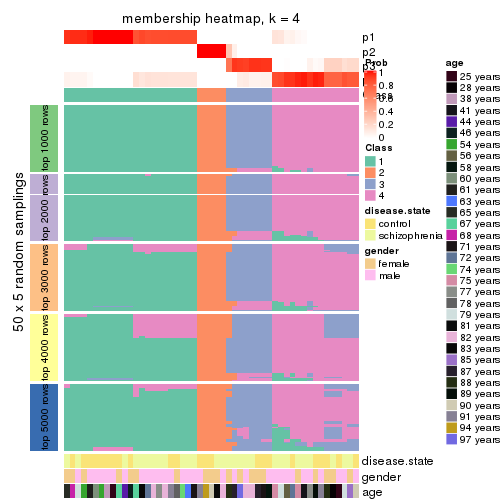 membership heatmap, k = 4
p1
p2
p3
50 x 5 random samplings
top 1000 rows
top 2000 rows
top 3000 rows
top 4000 rows
top 5000 rows
disease.state
gender
age
Prob
1
0.8
0.6
0.4
0.2
0
Class
1
2
3
4
disease.state
control
schizophrenia
gender
female
male
age
25 years
28 years
38 years
41 years
44 years
46 years
54 years
56 years
58 years
60 years
61 years
63 years
65 years
67 years
68 years
71 years
72 years
74 years
75 years
77 years
78 years
79 years
81 years
82 years
83 years
85 years
87 years
88 years
89 years
90 years
91 years
94 years
97 years